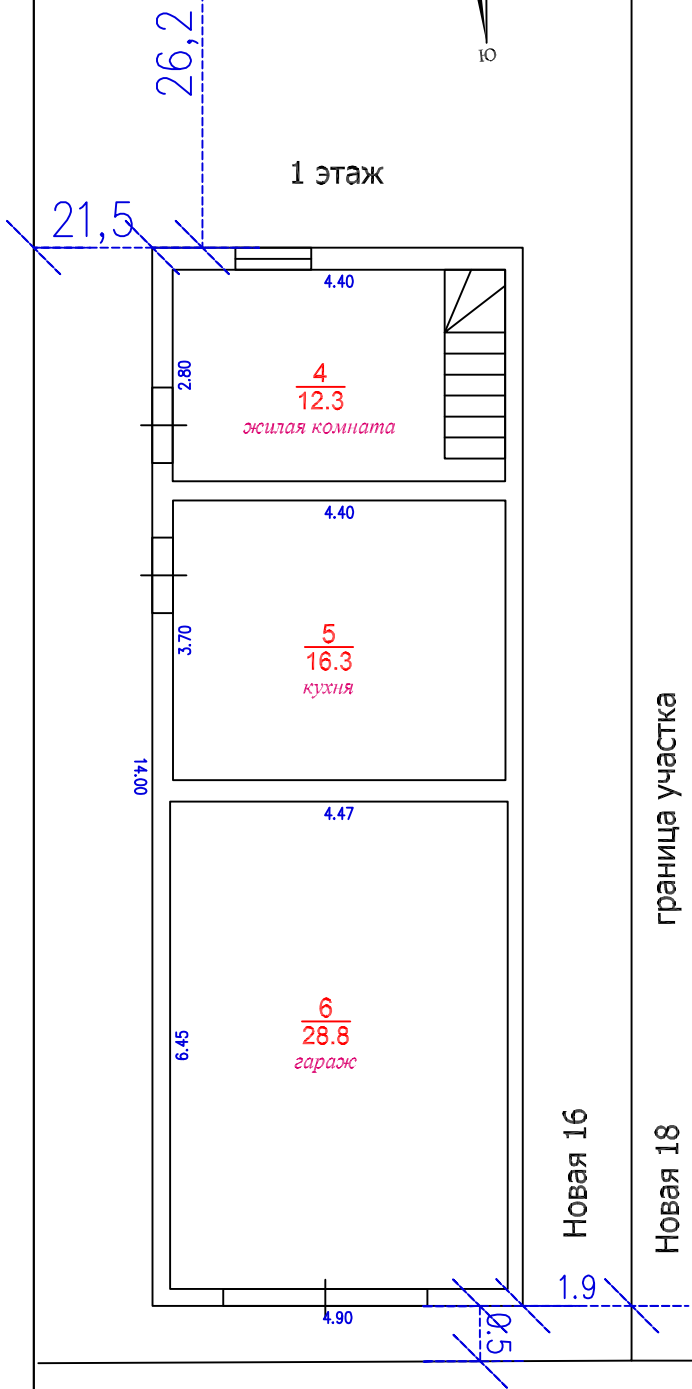 26,2
Ю
1 этаж
21,5
4.40
2.80
4
12.3
жилая комната
4.40
3.70
5
16.3
кухня
14.00
4.47
6.45
6
28.8
гараж
граница участка
Новая 16
Новая 18
1.9
4.90
0.5